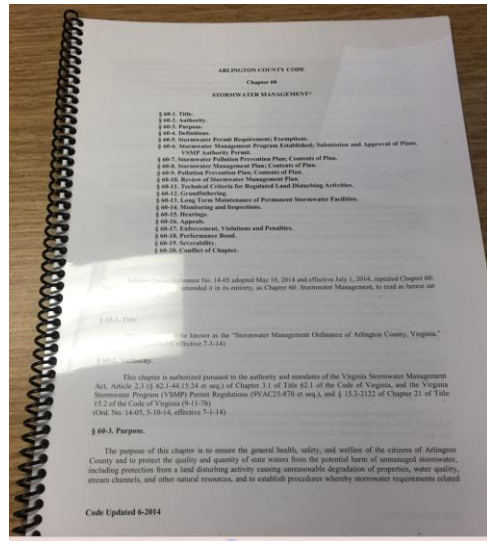 ARLINGTON COUNTY CODE
Chapter 60
STORMWATER MANAGEMENT*
§ 60-1. Title.
§ 60-2. Authority.
§ 60-3. Purpose.
§ 60-4. Definitions.
§ 60-5. Stormwater Permit Requirement; Exemptions.
§ 60-6. Stormwater Management Program Established; Submission and Approval of Plans.
VSMP Authority Permit.
§ 60-7. Stormwater Pollution Prevention Plan; Contents of Plan.
§ 60-8. Stormwater Management Plan; Contents of Plan.
§ 60-9. Pollution Prevention Plan; Contents of Plan.
§ 60-10. Review of Stormwater Management Plan.
§ 60-11. Technical Criteria for Regulated Land Disturbing Activities.
§ 60-12. Grandfathering.
§ 60-13. Long Term Maintenance of Permanent Stormwater Facilities.
§ 60-14. Monitoring and Inspections.
§ 60-15. Hearings.
§ 60-16. Appeals.
§ 60-17. Enforcement, Violations and Penalties.
§ 60-18. Performance Bond.
§ 60-19. Severability.
§ 60-20. Conflict of Chapter.
Ordinance No. 14-05 adopted May 10, 2014 and effective July 1, 2014, repealed Chapter 60:
amended it in its entirety, as Chapter 60: Stormwater Management, to read as herein set
§ 60-1. Title.
be known as the "Stormwater Management Ordinance of Arlington County, Virginia."
effective 7-1-14)
§ 60-2. Authority.
This chapter is authorized pursuant to the authority and mandates of the Virginia Stormwater Management
Act, Article 2.3 (§ 62.1-44.15:24 et seq.) of Chapter 3.1 of Title 62.1 of the Code of Virginia, and the Virginia
Stormwater Program (VSMP) Permit Regulations (9VAC25-870 et seq.), and § 15.2-2122 of Chapter 21 of Title
15.2 of the Code of Virginia (9-11-76)
(Ord. No. 14-05, 5-10-14, effective 7-1-14)
§ 60-3. Purpose.
The purpose of this chapter is to ensure the general health, safety, and welfare of the citizens of Arlington
County and to protect the quality and quantity of state waters from the potential harm of unmanaged stormwater,
including protection from a land disturbing activity causing unreasonable degradation of properties, water quality,
stream channels, and other natural resources, and to establish procedures whereby stormwater requirements related
Code Updated 6-2014